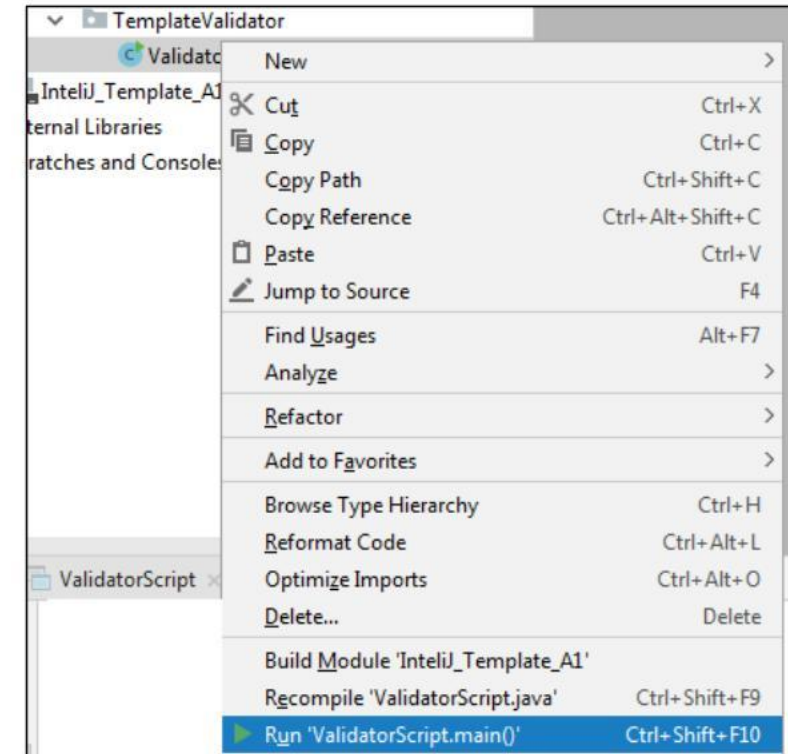 TemplateValidator
Validatc
New
InteliJ_Template_A1
Cut Ctrl+X
ternal Libraries
Copy Ctrl+C
ratches and Consoles
Copy Path Ctrl+Shift+C
Copy Reference Ctrl+Alt+Shift+C
Paste Ctrl+V
Jump to Source F4
Find Usages Alt+F7
Analyze
Refactor
Add to Favorites
Browse Type Hierarchy Ctrl+H
Reformat Code Ctrl+Alt+L
ValidatorScript
Optimize Imports Ctrl+Alt+O
Delete... Delete
Build Module 'InteliJ_Template_A1'
Recompile 'ValidatorScript.java' Ctrl+Shift+F9
Run 'ValidatorScript.main()' Ctrl+Shift+F10